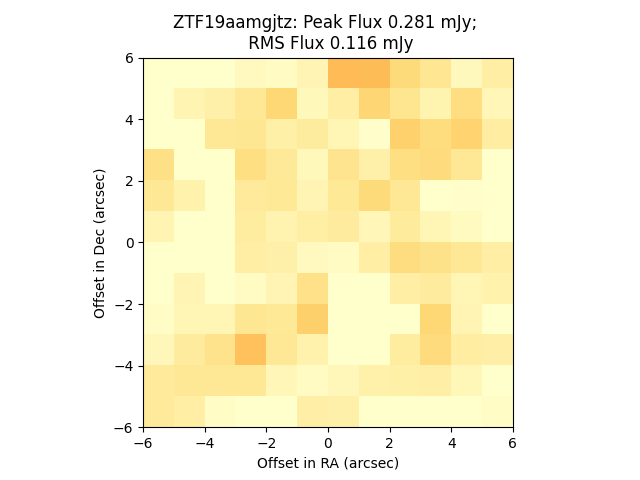 ZTF19aamgjtz: Peak Flux 0.281 mJy;
RMS Flux 0.116 mJy
6
4
2
0
−2
−4
−6
Offset in Dec (arcsec)
−6 −4 −2 0 2 4 6
Offset in RA (arcsec)